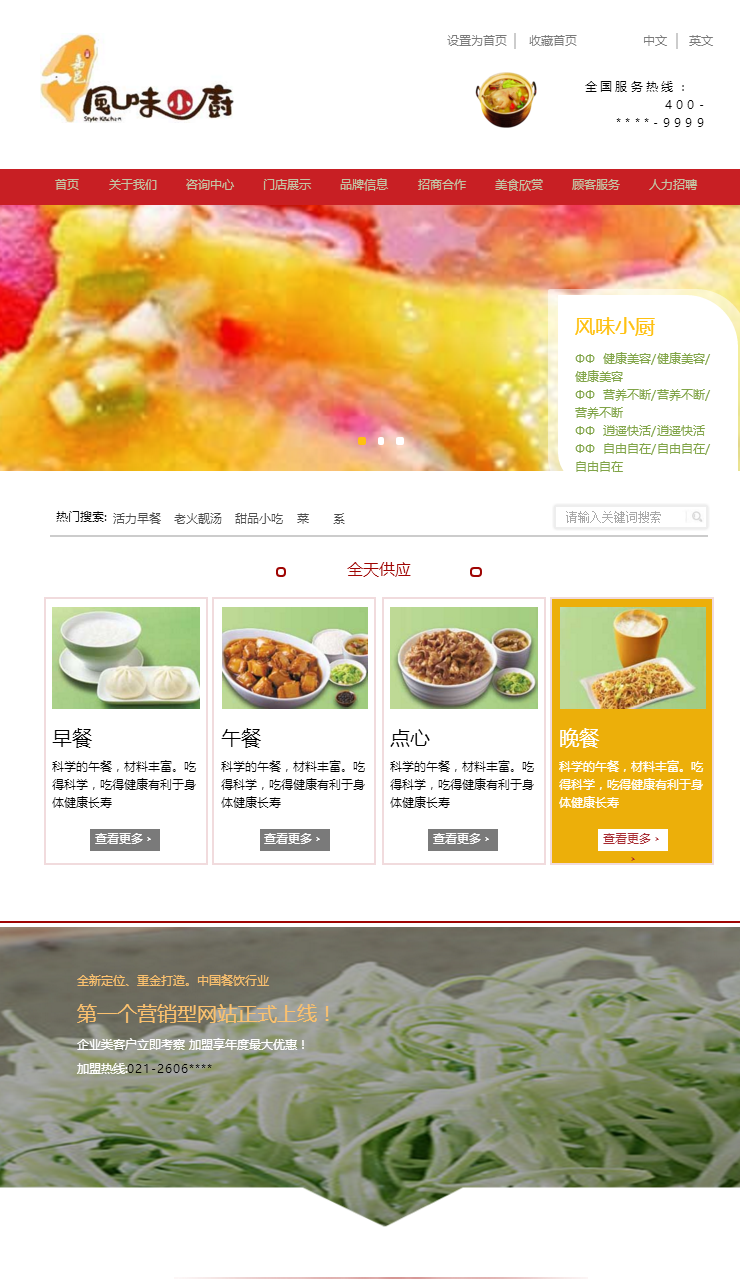 设置为首页 | 收藏首页 中文 | 英文
嘉邑
風味小廚
Style Kitchen
全国服务热线：
400-
****-9999
首页 关于我们 咨询中心 门店展示 品牌信息 招商合作 美食欣赏 顾客服务 人力招聘
风味小厨
ΦΦ 健康美容/健康美容/
健康美容
ΦΦ 营养不断/营养不断/
营养不断
ΦΦ 逍遥快活/逍遥快活
ΦΦ 自由自在/自由自在/
自由自在
热门搜索: 活力早餐 老火靓汤 甜品小吃 菜 系
请输入关键词搜索
全天供应
早餐
科学的午餐，材料丰富。吃
得科学，吃得健康有利于身
体健康长寿
查看更多 >
午餐
科学的午餐，材料丰富。吃
得科学，吃得健康有利于身
体健康长寿
查看更多 >
点心
科学的午餐，材料丰富。吃
得科学，吃得健康有利于身
体健康长寿
查看更多 >
晚餐
科学的午餐，材料丰富。吃
得科学，吃得健康有利于身
体健康长寿
查看更多 >
>
全新定位、重金打造。中国餐饮行业
第一个营销型网站正式上线！
企业类客户立即考察 加盟享年度最大优惠！
加盟热线:021-2606****